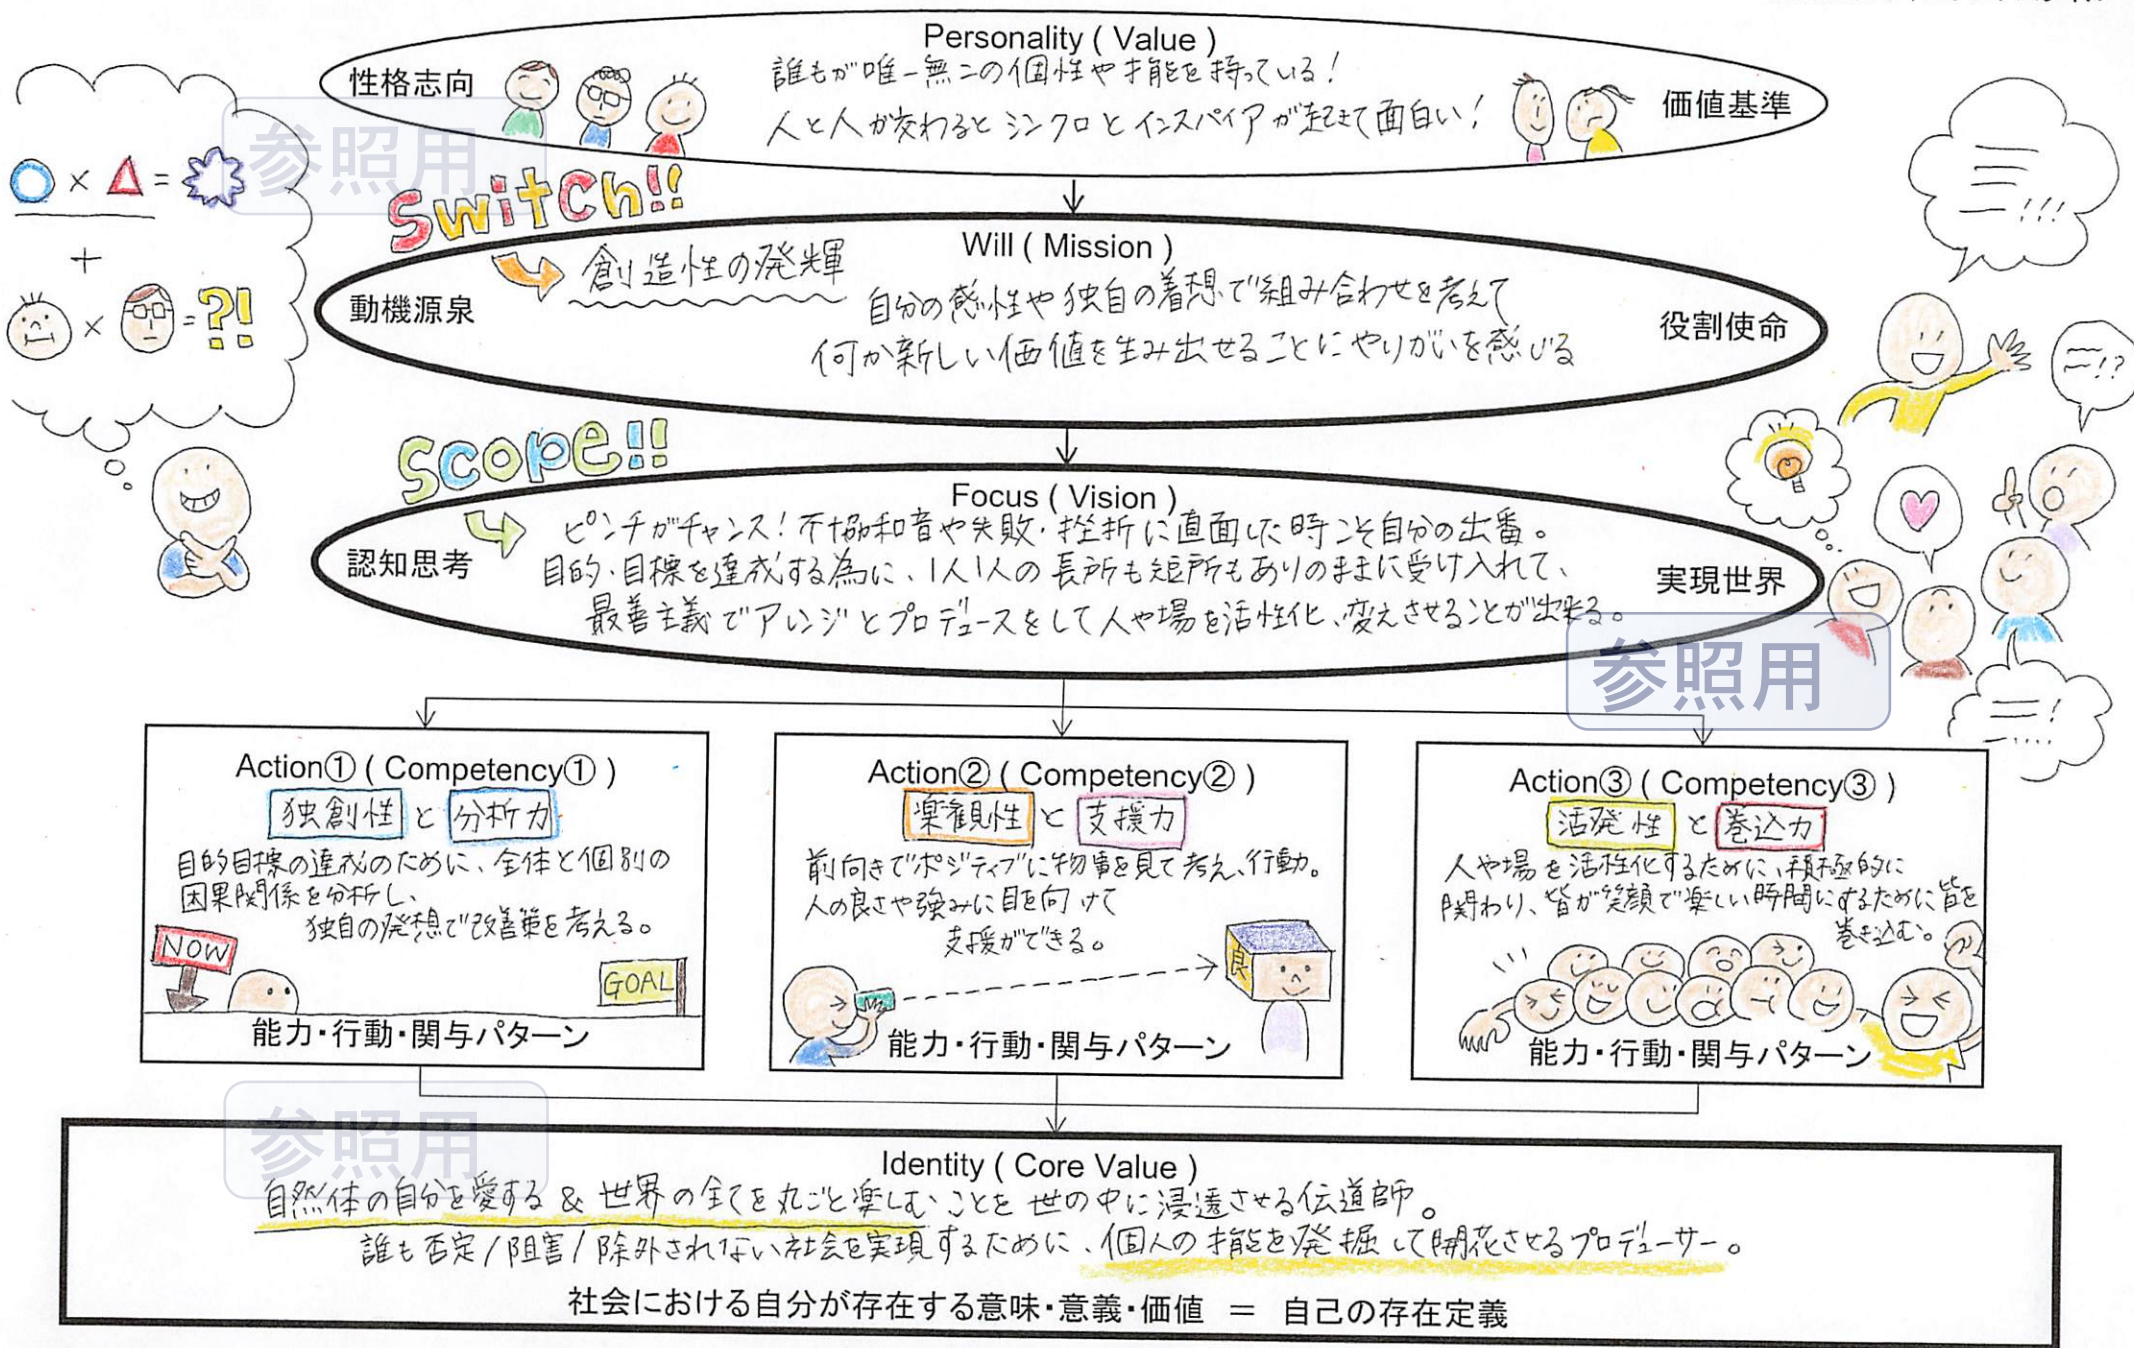 Personality ( Value )
性格志向
誰もが唯一無二の個性や才能を持っている!
人と人が交わるとシンクロとインスパイアが起きて面白い!
価値基準
参照用
○ × △ =
+
× = ?!
Switch!!
Will ( Mission )
創造性の発揮
動機源泉
自分の感性や独自の着想で組み合わせを考えて
何か新しい価値を生み出せることにやりがいを感じる
役割使命
!!!
!?
Scope!!
Focus ( Vision )
認知思考
ピンチがチャンス!不協和音や失敗・挫折に直面した時こそ自分の出番。
目的・目標を達成する為に、1人1人の長所も短所もありのままに受け入れて、
最善主義でアレンジとプロデュースをして人や場を活性化、変えさせることが出来る。
実現世界
参照用
!
Action① ( Competency① )
独創性 と 分析力
目的目標の達成のために、全体と個別の
因果関係を分析し、
独自の発想で改善策を考える。
NOW
GOAL
能力・行動・関与パターン
Action② ( Competency② )
楽観性 と 支援力
前向きでポジティブに物事を見て考え、行動。
人の良さや強みに目を向けて
支援ができる。
良
能力・行動・関与パターン
Action③ ( Competency③ )
活発性 と 巻込力
人や場を活性化するために、積極的に
関わり、皆が笑顔で楽しい時間にするために皆を
巻き込む。
能力・行動・関与パターン
参照用
Identity ( Core Value )
自然体の自分を愛する & 世界の全てを丸ごと楽しむことを世の中に浸透させる伝道師。
誰も否定/阻害/除外されない社会を実現するために、個人の才能を発掘して開花させるプロデューサー。
社会における自分が存在する意味・意義・価値 = 自己の存在定義